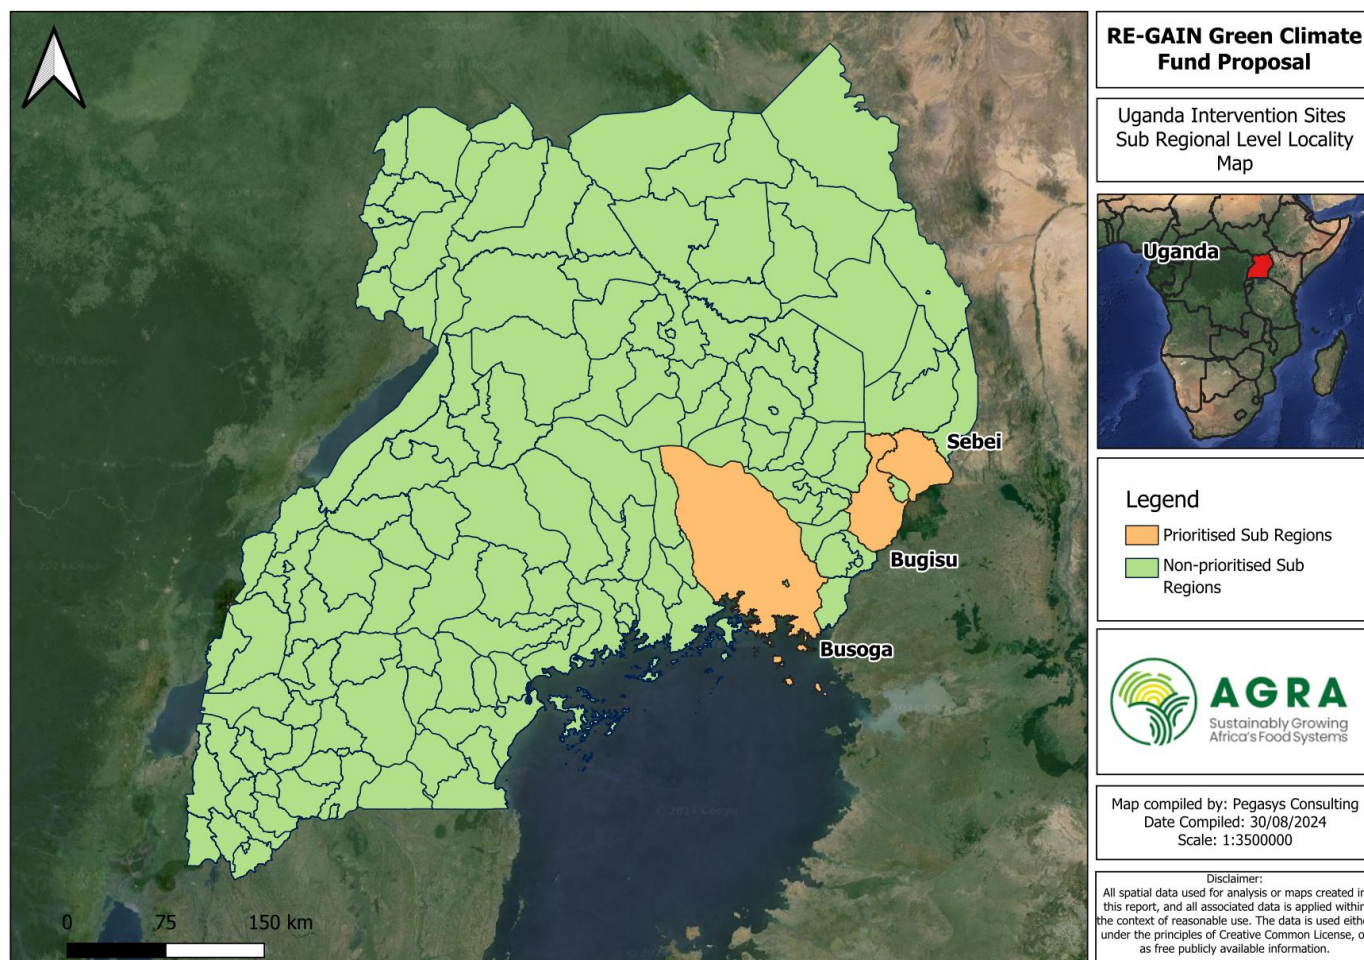 RE-GAIN Green Climate
Fund Proposal
Uganda Intervention Sites
Sub Regional Level Locality
Map
Uganda
Legend
Prioritised Sub Regions
Non-prioritised Sub
Regions
Sebei
Bugisu
Busoga
0 75 150 km
AGRA
Sustainably Growing
Africa's Food Systems
Map compiled by: Pegasys Consulting
Date Compiled: 30/08/2024
Scale: 1:3500000
Disclaimer:
All spatial data used for analysis or maps created in
this report, and all associated data is applied within
the context of reasonable use. The data is used eith
under the principles of Creative Common License, o
as free publicly available information.
© 2024 Google